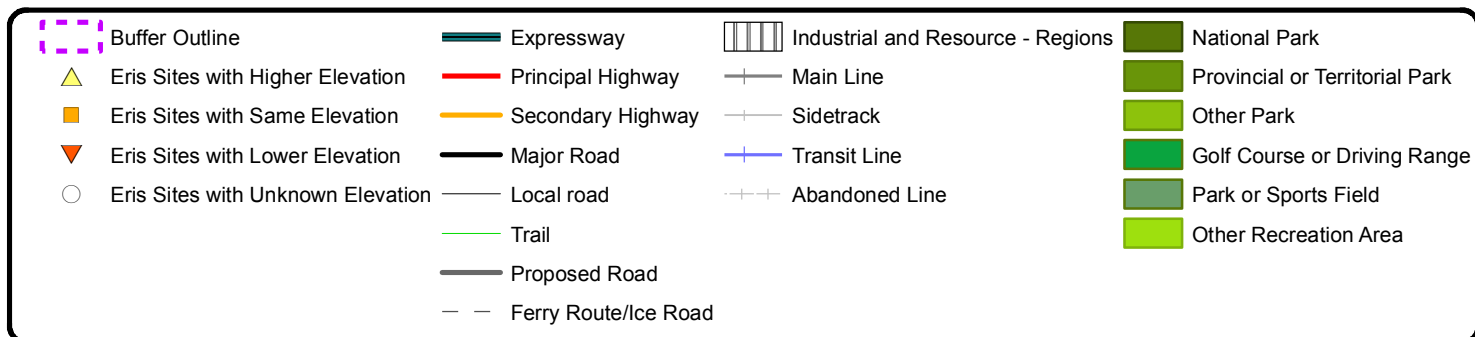 Buffer Outline
Eris Sites with Higher Elevation
Eris Sites with Same Elevation
Eris Sites with Lower Elevation
Eris Sites with Unknown Elevation
Expressway
Principal Highway
Secondary Highway
Major Road
Local road
Trail
Proposed Road
Ferry Route/Ice Road
Industrial and Resource - Regions
Main Line
Sidetrack
Transit Line
Abandoned Line
National Park
Provincial or Territorial Park
Other Park
Golf Course or Driving Range
Park or Sports Field
Other Recreation Area